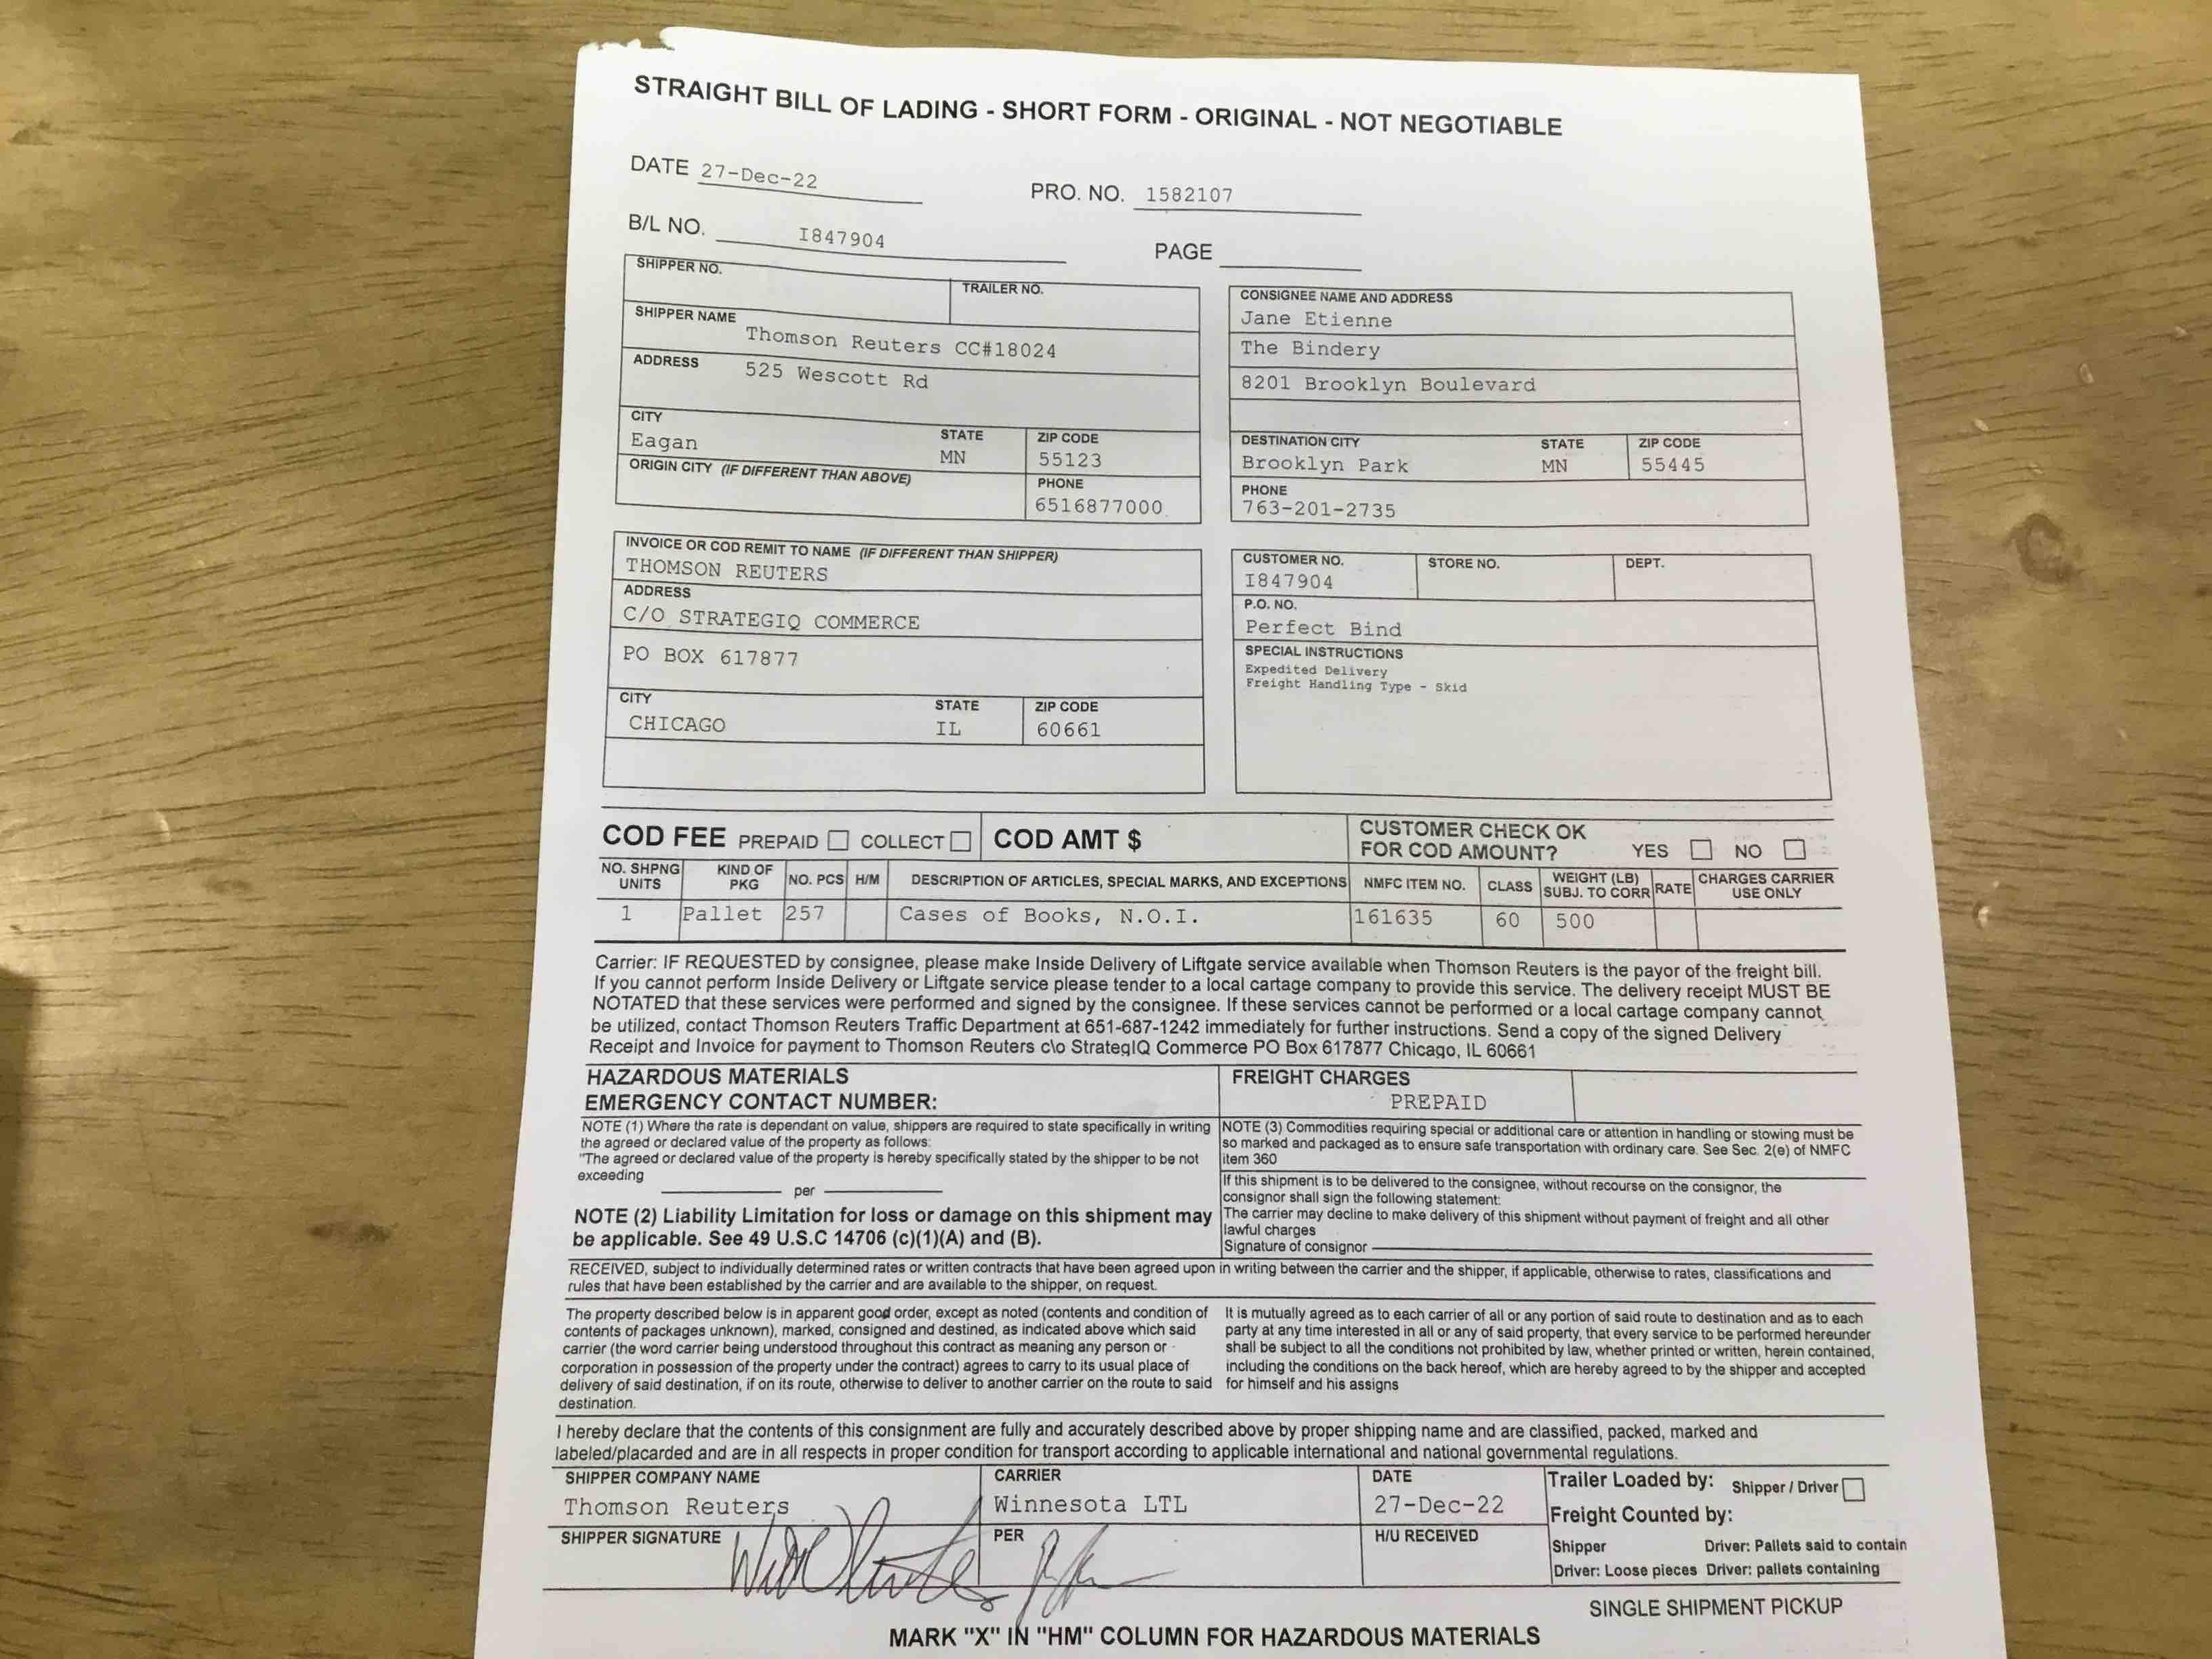 STRAIGHT BILL OF LADING - SHORT FORM - ORIGINAL - NOT NEGOTIABLE
DATE 27-Dec-22
PRO. NO. 1582107
B/L NO. I847904
PAGE
SHIPPER NO.
TRAILER NO.
SHIPPER NAME
Thomson Reuters CC#18024
ADDRESS
525 Wescott Rd
CITY
Eagan
STATE
MN
ZIP CODE
55123
ORIGIN CITY (IF DIFFERENT THAN ABOVE)
PHONE
6516877000
CONSIGNEE NAME AND ADDRESS
Jane Etienne
The Bindery
8201 Brooklyn Boulevard
DESTINATION CITY
Brooklyn Park
STATE
MN
ZIP CODE
55445
PHONE
763-201-2735
INVOICE OR COD REMIT TO NAME (IF DIFFERENT THAN SHIPPER)
THOMSON REUTERS
ADDRESS
C/O STRATEGIQ COMMERCE
PO BOX 617877
CITY
CHICAGO
STATE
IL
ZIP CODE
60661
CUSTOMER NO.
I847904
STORE NO.
DEPT.
P.O. NO.
Perfect Bind
SPECIAL INSTRUCTIONS
Expedited Delivery
Freight Handling Type - Skid
COD FEE PREPAID COLLECT
COD AMT $
CUSTOMER CHECK OK
FOR COD AMOUNT? YES NO
NO. SHPNG UNITS
KIND OF PKG
NO. PCS
H/M
DESCRIPTION OF ARTICLES, SPECIAL MARKS, AND EXCEPTIONS
NMFC ITEM NO.
CLASS
WEIGHT (LB) SUBJ. TO CORR
RATE
CHARGES CARRIER USE ONLY
1 Pallet 257 Cases of Books, N.O.I. 161635 60 500
Carrier: IF REQUESTED by consignee, please make Inside Delivery of Liftgate service available when Thomson Reuters is the payor of the freight bill.
If you cannot perform Inside Delivery or Liftgate service please tender to a local cartage company to provide this service. The delivery receipt MUST BE
NOTATED that these services were performed and signed by the consignee. If these services cannot be performed or a local cartage company cannot
be utilized, contact Thomson Reuters Traffic Department at 651-687-1242 immediately for further instructions. Send a copy of the signed Delivery
Receipt and Invoice for payment to Thomson Reuters c\o StrategIQ Commerce PO Box 617877 Chicago, IL 60661
HAZARDOUS MATERIALS
EMERGENCY CONTACT NUMBER:
FREIGHT CHARGES
PREPAID
NOTE (1) Where the rate is dependant on value, shippers are required to state specifically in writing
the agreed or declared value of the property as follows:
"The agreed or declared value of the property is hereby specifically stated by the shipper to be not
exceeding
per
NOTE (2) Liability Limitation for loss or damage on this shipment may
be applicable. See 49 U.S.C 14706 (c)(1)(A) and (B).
NOTE (3) Commodities requiring special or additional care or attention in handling or stowing must be
so marked and packaged as to ensure safe transportation with ordinary care. See Sec. 2(e) of NMFC
item 360
If this shipment is to be delivered to the consignee, without recourse on the consignor, the
consignor shall sign the following statement:
The carrier may decline to make delivery of this shipment without payment of freight and all other
lawful charges
Signature of consignor
RECEIVED, subject to individually determined rates or written contracts that have been agreed upon in writing between the carrier and the shipper, if applicable, otherwise to rates, classifications and
rules that have been established by the carrier and are available to the shipper, on request.
The property described below is in apparent good order, except as noted (contents and condition of
contents of packages unknown), marked, consigned and destined, as indicated above which said
carrier (the word carrier being understood throughout this contract as meaning any person or
corporation in possession of the property under the contract) agrees to carry to its usual place of
delivery of said destination, if on its route, otherwise to deliver to another carrier on the route to said
destination.
It is mutually agreed as to each carrier of all or any portion of said route to destination and as to each
party at any time interested in all or any of said property, that every service to be performed hereunder
shall be subject to all the conditions not prohibited by law, whether printed or written, herein contained,
including the conditions on the back hereof, which are hereby agreed to by the shipper and accepted
for himself and his assigns
I hereby declare that the contents of this consignment are fully and accurately described above by proper shipping name and are classified, packed, marked and
labeled/placarded and are in all respects in proper condition for transport according to applicable international and national governmental regulations.
SHIPPER COMPANY NAME
Thomson Reuters
CARRIER
Winnesota LTL
DATE
27-Dec-22
SHIPPER SIGNATURE
PER
H/U RECEIVED
Trailer Loaded by: Shipper / Driver
Freight Counted by:
Shipper Driver: Pallets said to contain
Driver: Loose pieces Driver: pallets containing
SINGLE SHIPMENT PICKUP
MARK "X" IN "HM" COLUMN FOR HAZARDOUS MATERIALS